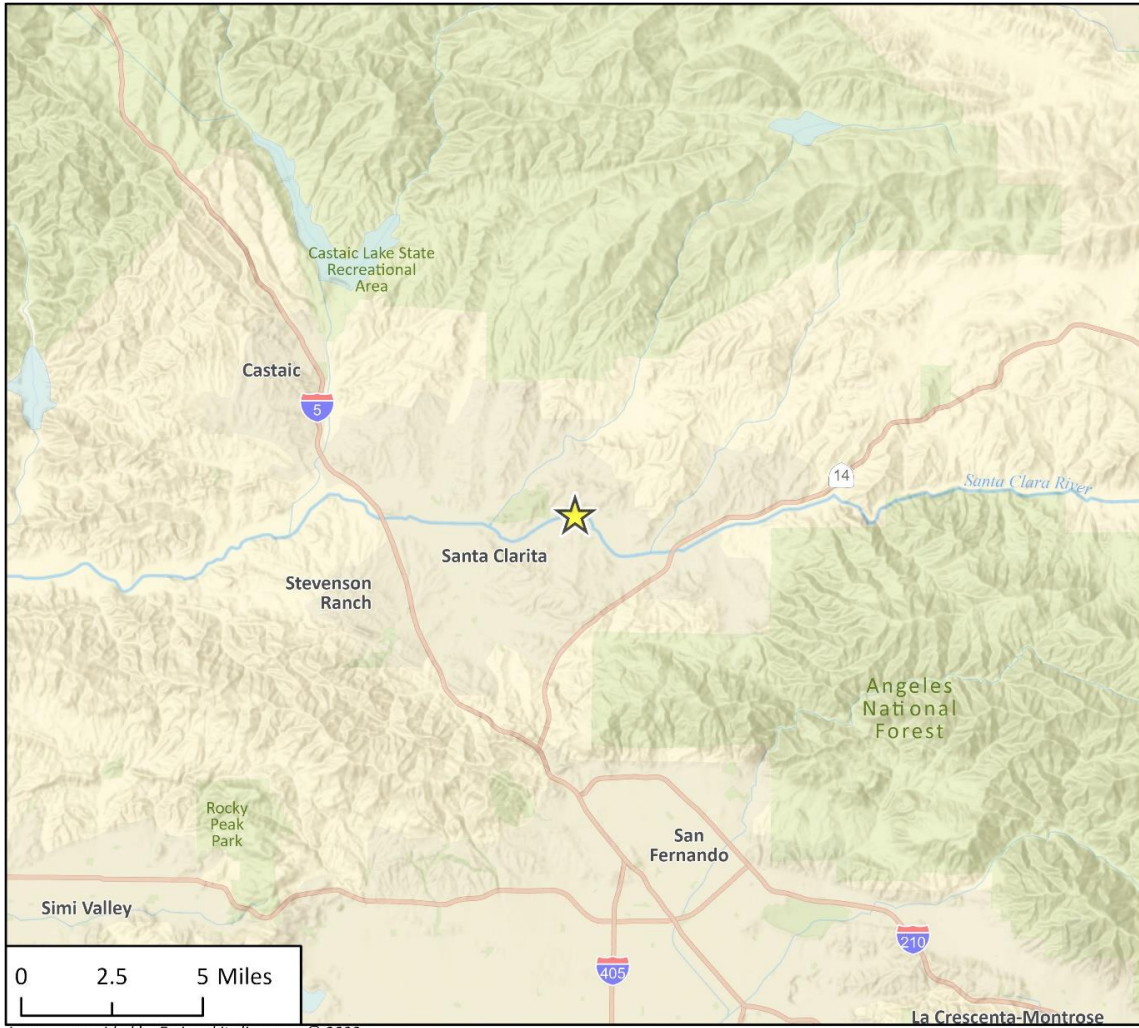 Castaic Lake State
Recreational
Area
Castaic
5
14
Santa Clara River
Santa Clarita
Stevenson
Ranch
Angeles
National
Forest
Rocky
Peak
Park
San
Fernando
Simi Valley
0 2.5 5 Miles
405
210
La Crescenta-Montrose